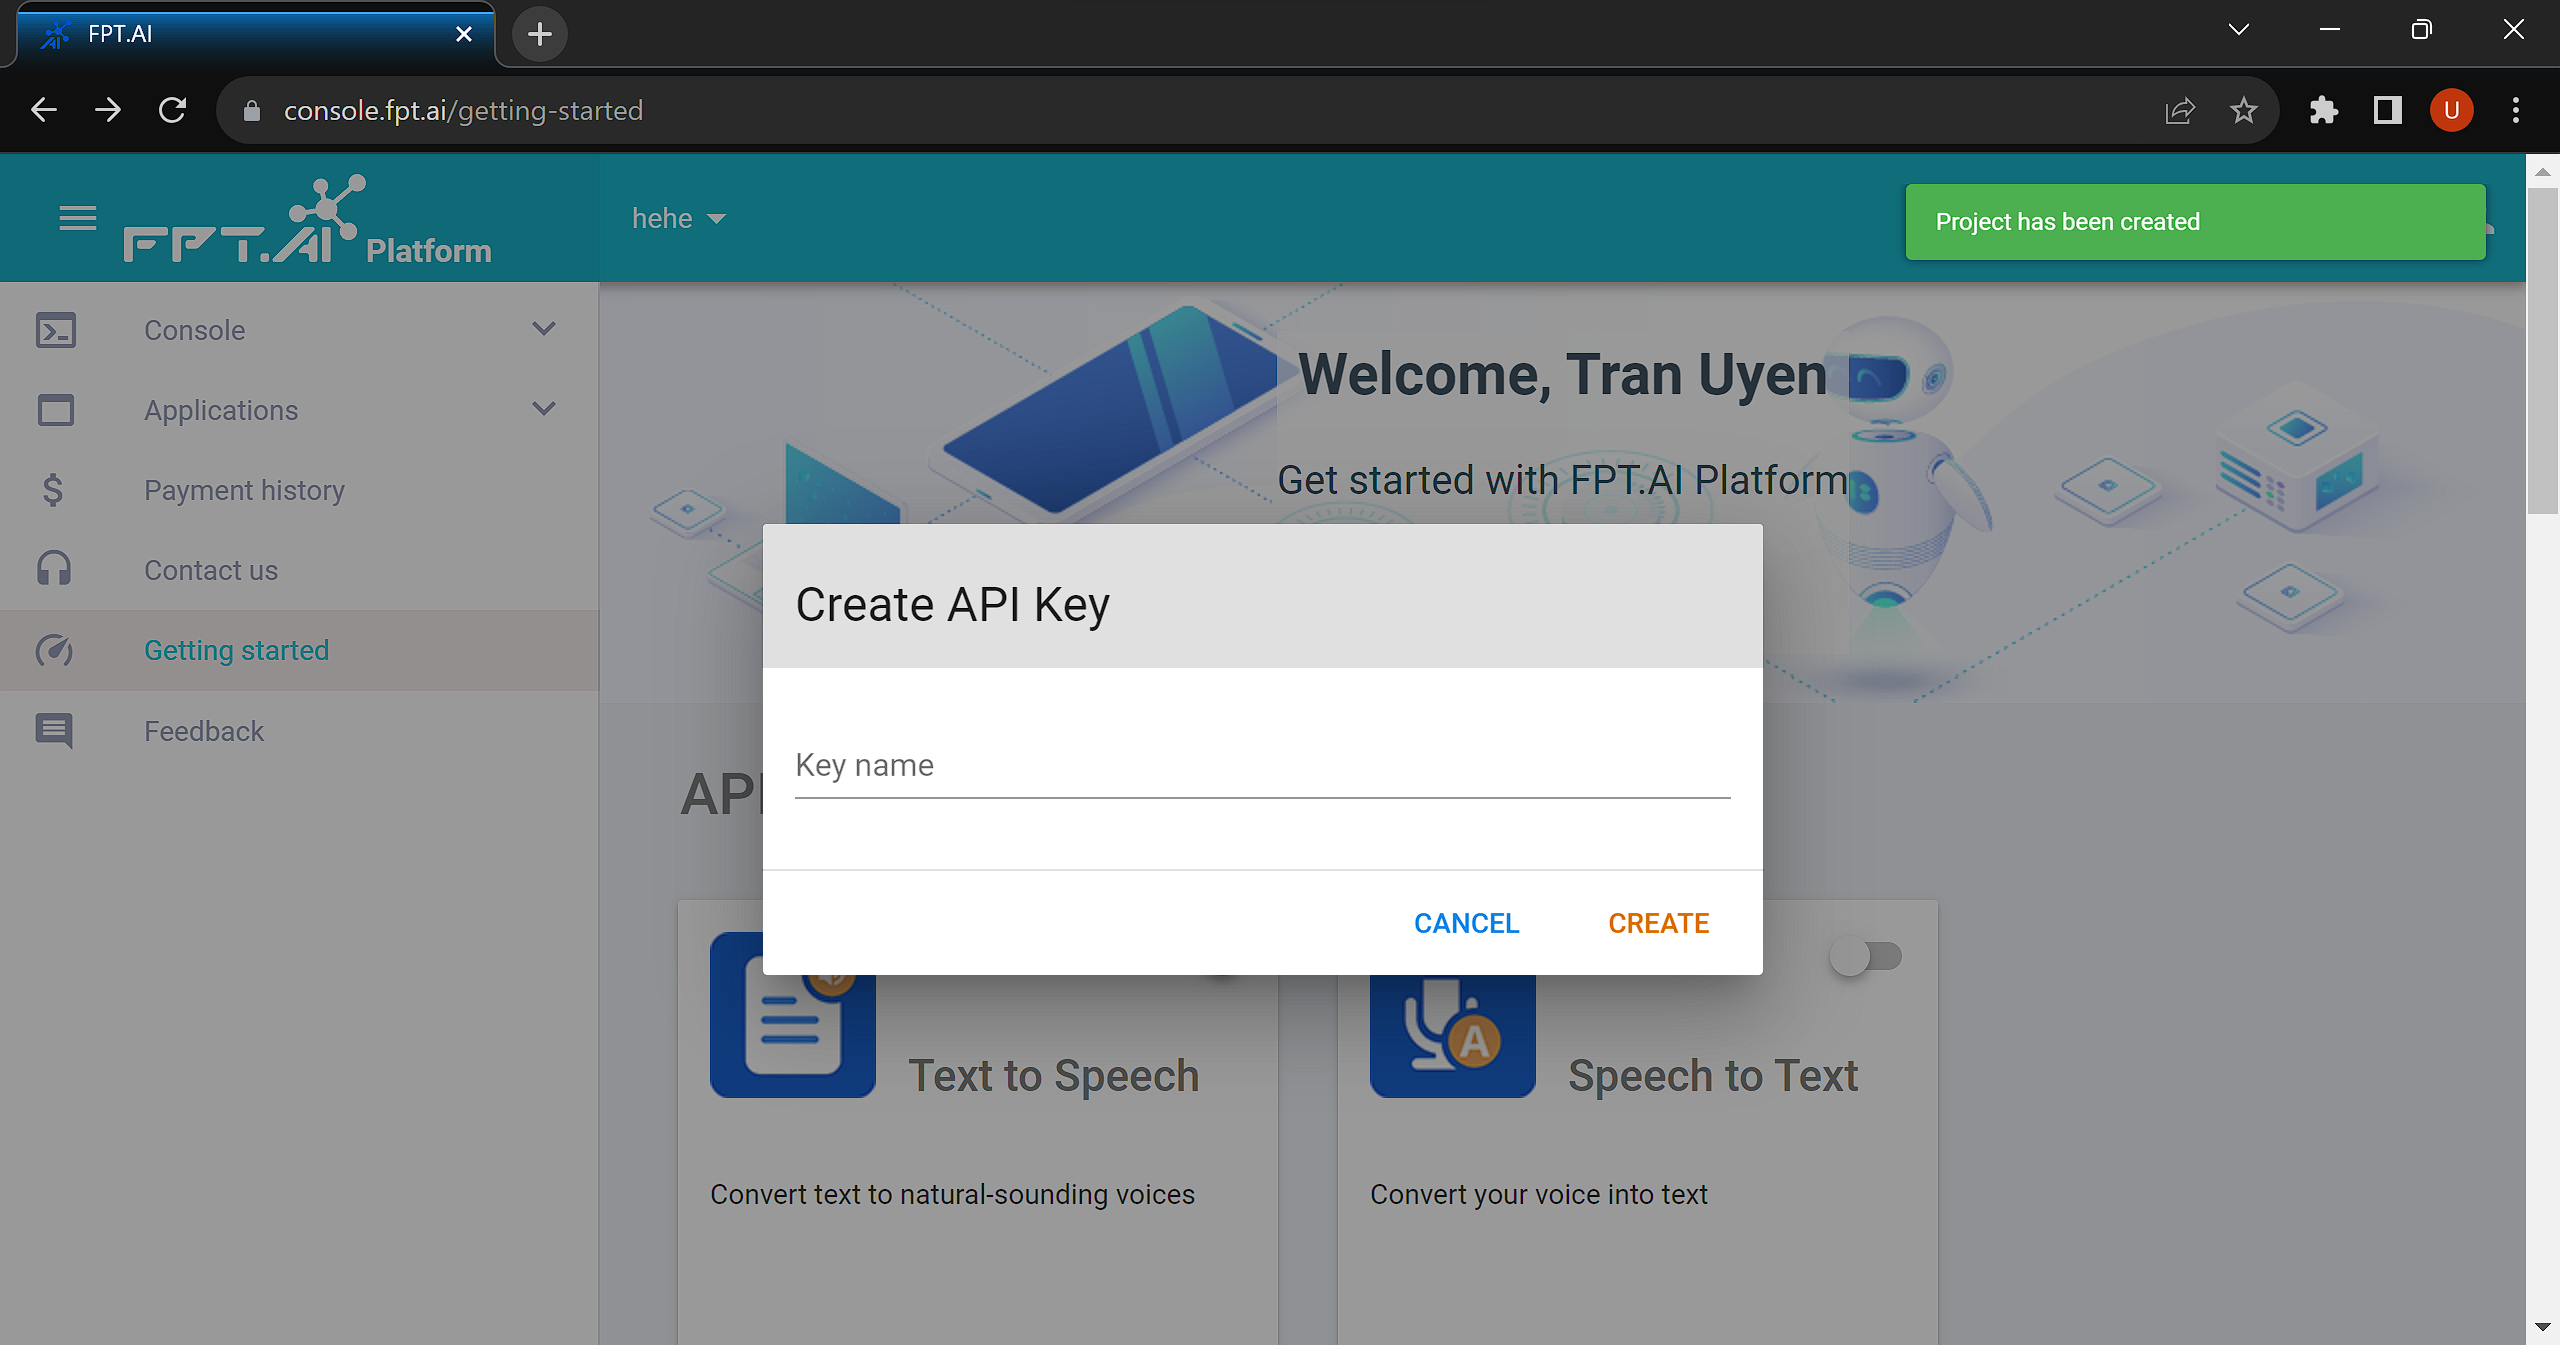 FPT.AI
console.fpt.ai/getting-started
U
FPT.AI Platform
hehe
Project has been created
Console
Applications
Payment history
Contact us
Getting started
Feedback
Welcome, Tran Uyen
Get started with FPT.AI Platform
Create API Key
Key name
CANCEL
CREATE
API
A
Text to Speech
Speech to Text
Convert text to natural-sounding voices
Convert your voice into text